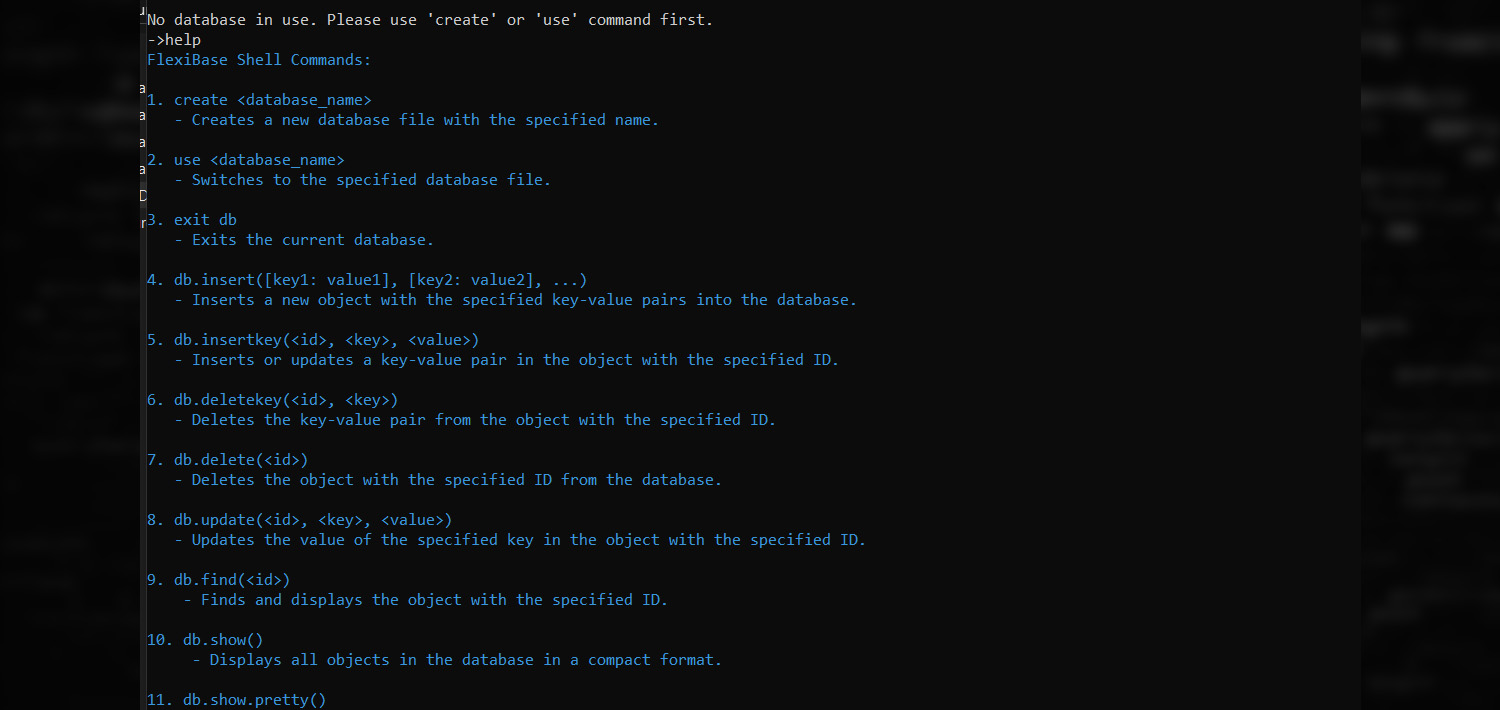 No database in use. Please use 'create' or 'use' command first.
->help
FlexiBase Shell Commands:
1. create <database_name>
- Creates a new database file with the specified name.
2. use <database_name>
- Switches to the specified database file.
3. exit db
- Exits the current database.
4. db.insert([key1: value1], [key2: value2], ...)
- Inserts a new object with the specified key-value pairs into the database.
5. db.insertkey(<id>, <key>, <value>)
- Inserts or updates a key-value pair in the object with the specified ID.
6. db.deletekey(<id>, <key>)
- Deletes the key-value pair from the object with the specified ID.
7. db.delete(<id>)
- Deletes the object with the specified ID from the database.
8. db.update(<id>, <key>, <value>)
- Updates the value of the specified key in the object with the specified ID.
9. db.find(<id>)
- Finds and displays the object with the specified ID.
10. db.show()
- Displays all objects in the database in a compact format.
11. db.show.pretty()